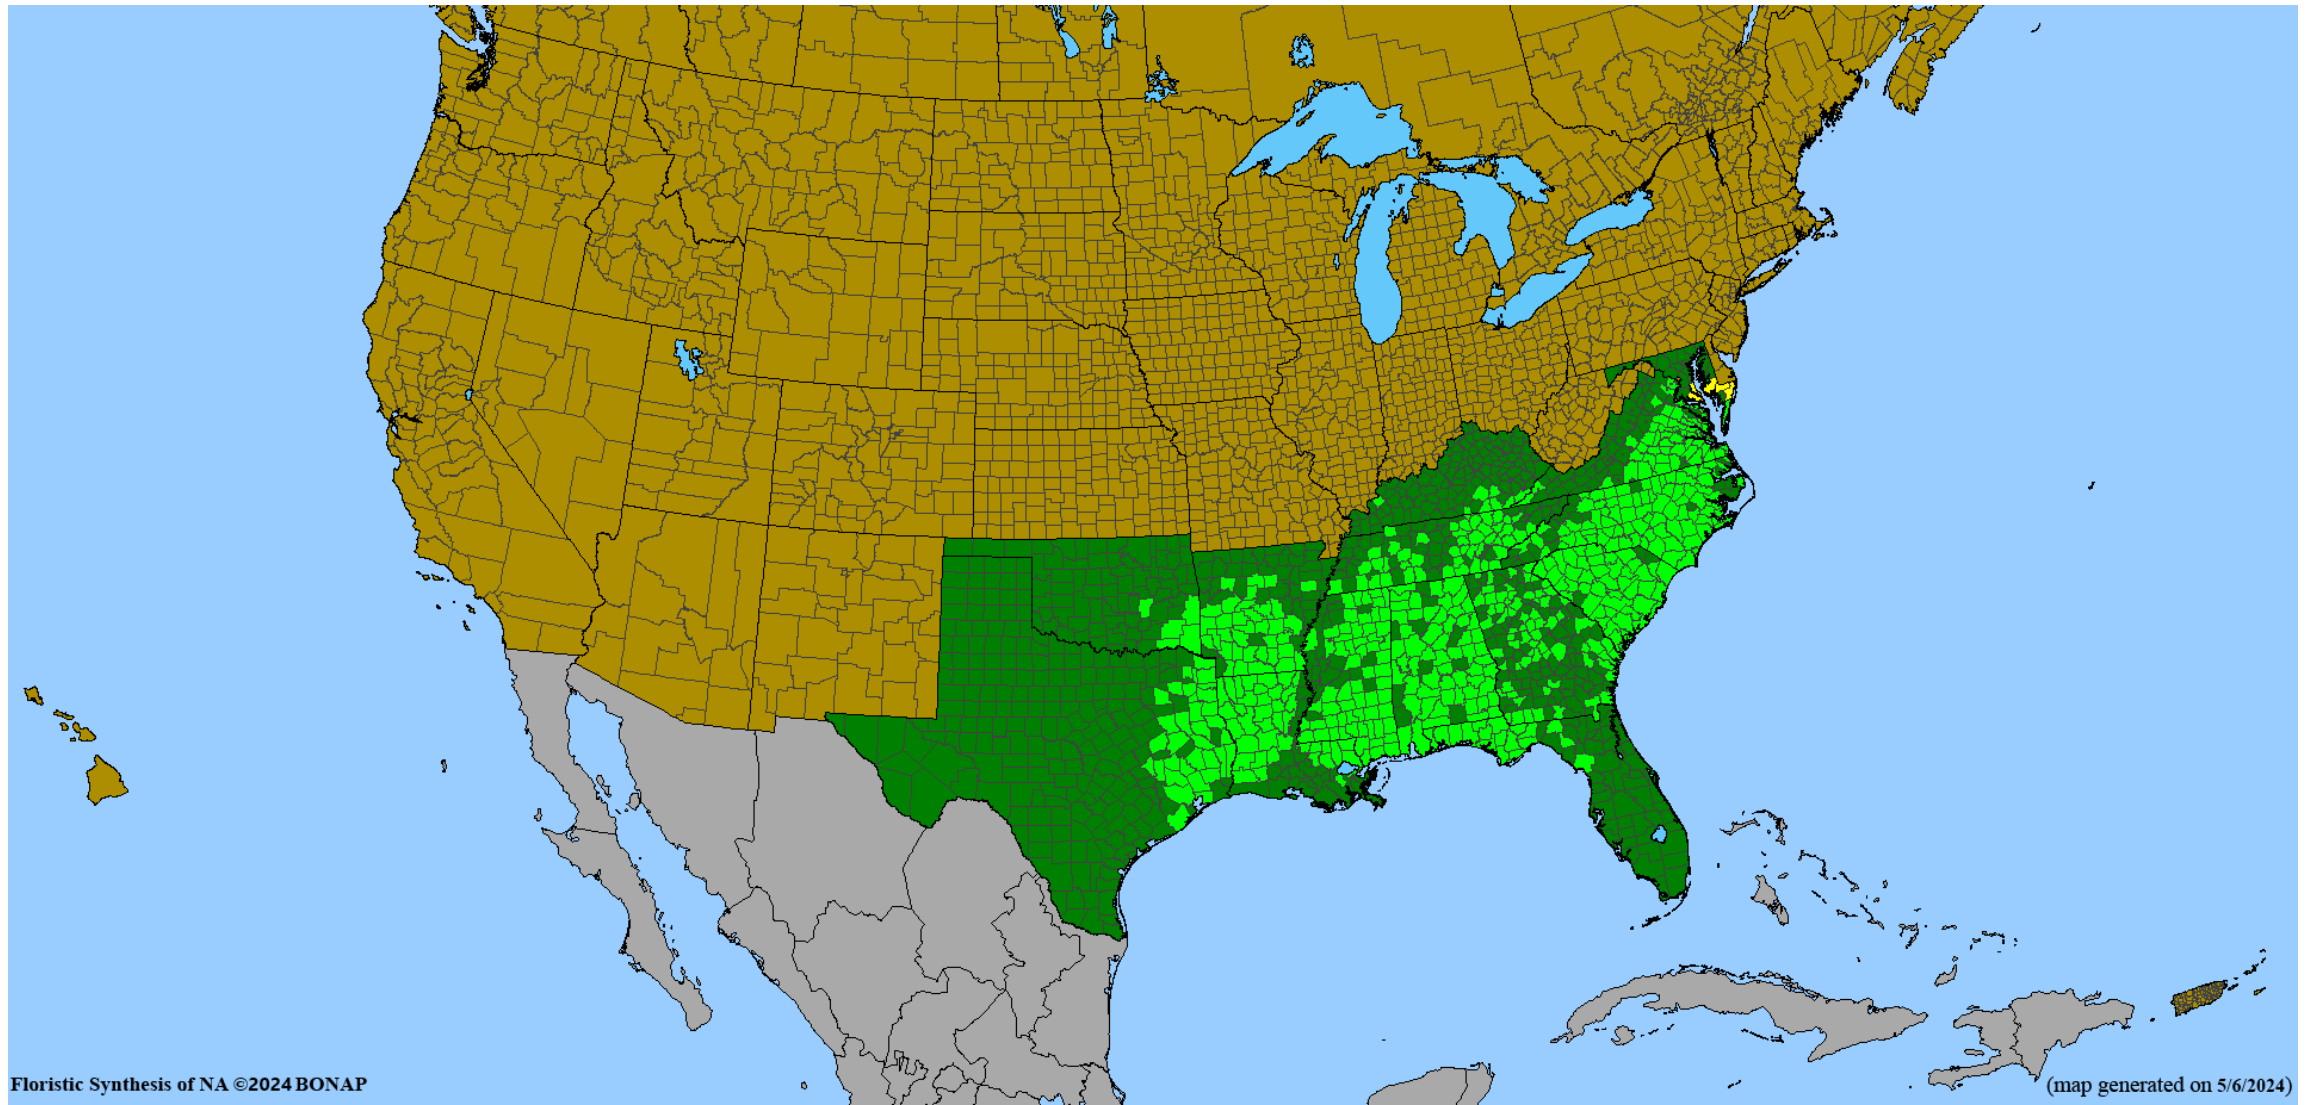 Floristic Synthesis of NA ©2024 BONAP
(map generated on 5/6/2024)